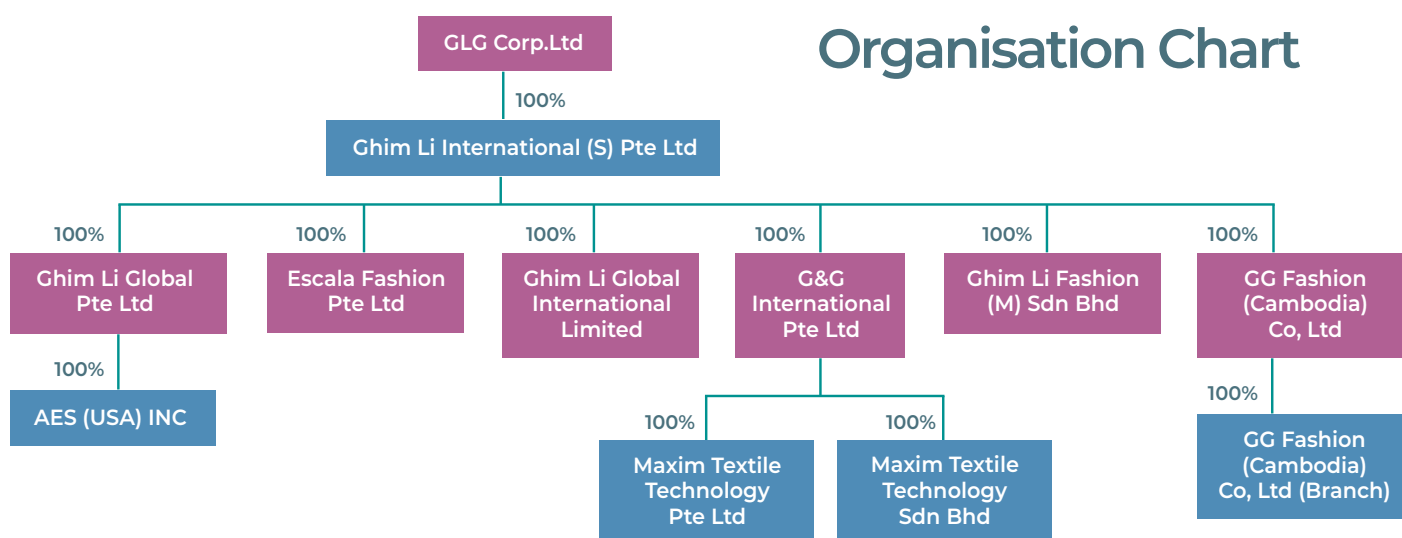 GLG Corp.Ltd
Organisation Chart
100%
Ghim Li International (S) Pte Ltd
100%
100%
100%
100%
100%
100%
Ghim Li Global
Pte Ltd
Escala Fashion
Pte Ltd
Ghim Li Global
International
Limited
G&G
International
Pte Ltd
Ghim Li Fashion
(M) Sdn Bhd
GG Fashion
(Cambodia)
Co, Ltd
100%
AES (USA) INC
100%
Maxim Textile
Technology
Pte Ltd
100%
Maxim Textile
Technology
Sdn Bhd
100%
GG Fashion
(Cambodia)
Co, Ltd (Branch)